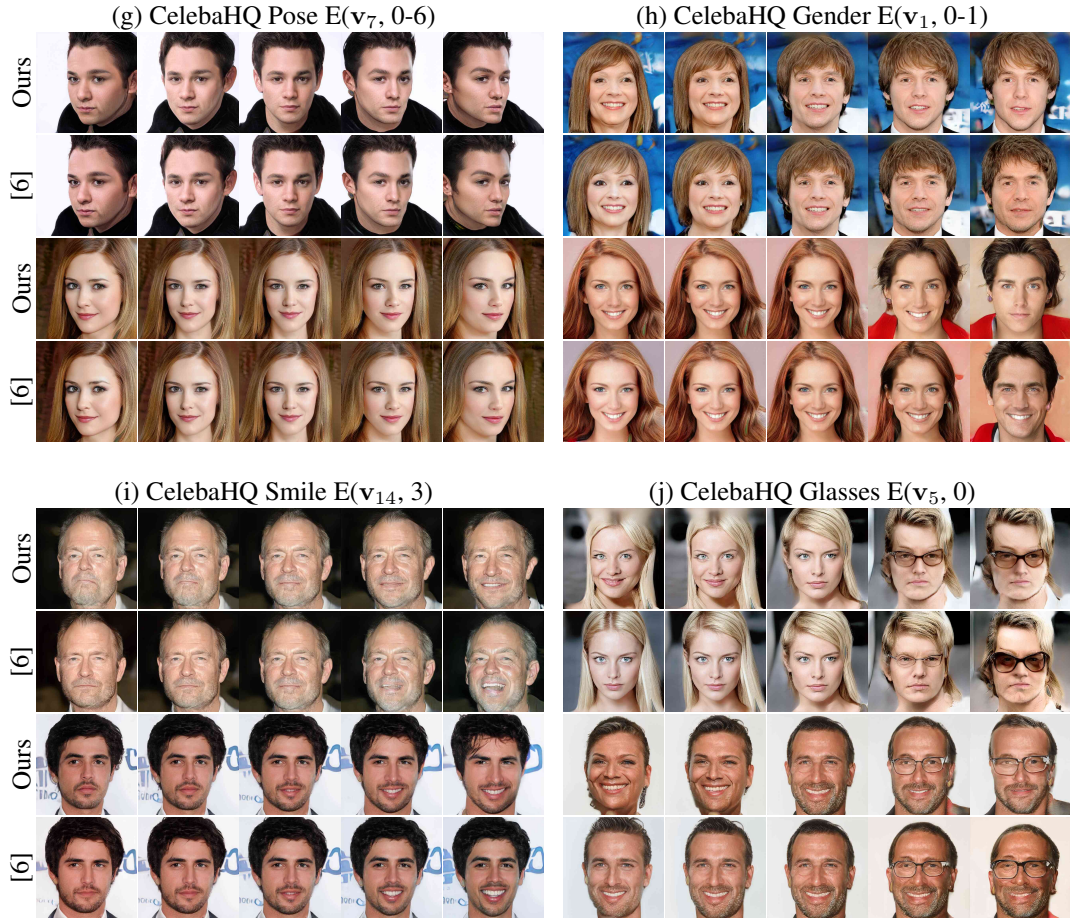 (g) CelebaHQ Pose E(v₇, 0-6)
Ours
[6]
Ours
[6]
(h) CelebaHQ Gender E(v₁, 0-1)
(i) CelebaHQ Smile E(v₁₄, 3)
Ours
[6]
Ours
[6]
(j) CelebaHQ Glasses E(v₅, 0)